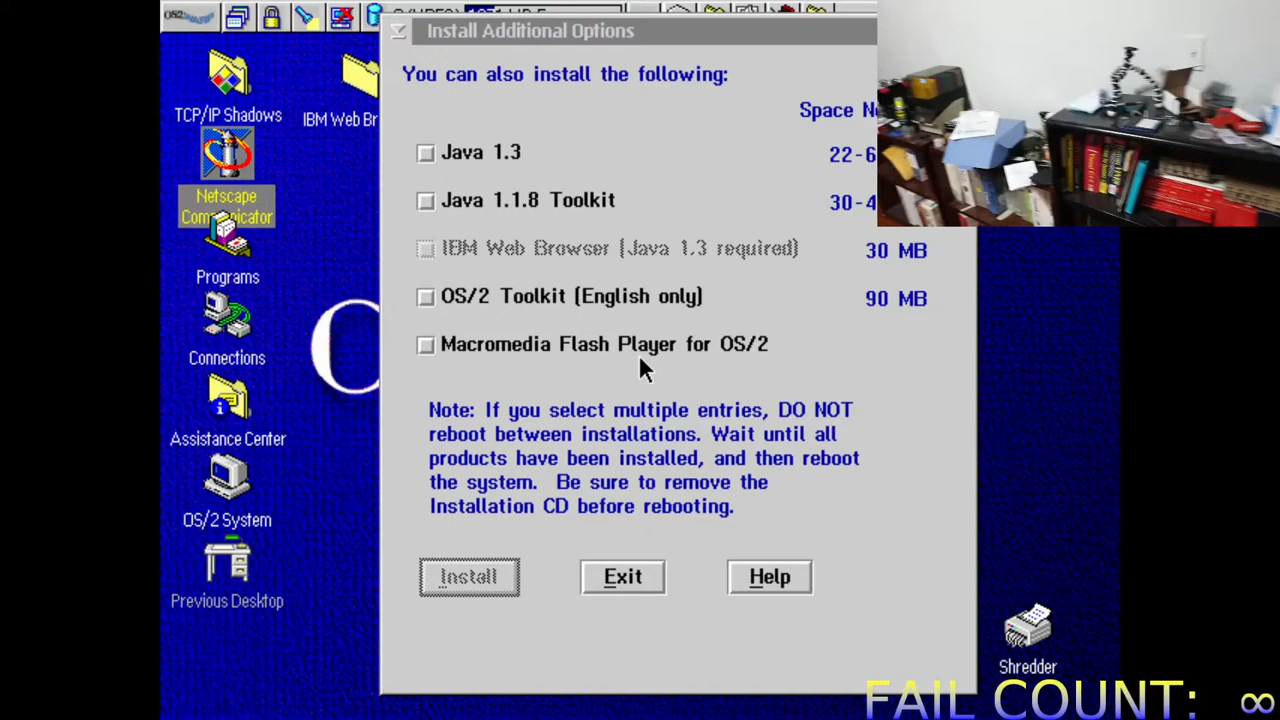 OS2
Install Additional Options
You can also install the following:
TCP/IP Shadows
IBM Web Br
Space N
Java 1.3
22-6
Netscape
Communicator
Java 1.1.8 Toolkit
30-4
IBM Web Browser (Java 1.3 required)
30 MB
Programs
OS/2 Toolkit (English only)
90 MB
Macromedia Flash Player for OS/2
Connections
Note: If you select multiple entries, DO NOT
reboot between installations. Wait until all
products have been installed, and then reboot
the system. Be sure to remove the
Installation CD before rebooting.
Assistance Center
OS/2 System
Install
Exit
Help
Previous Desktop
Shredder
FAIL COUNT: ∞